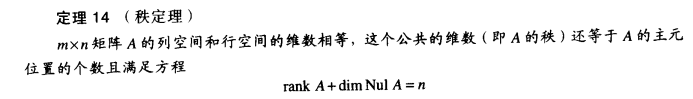 定理 14 （秩定理）
m×n 矩阵 A 的列空间和行空间的维数相等，这个公共的维数（即 A 的秩）还等于 A 的主元
位置的个数且满足方程
rank A + dim Nul A = n